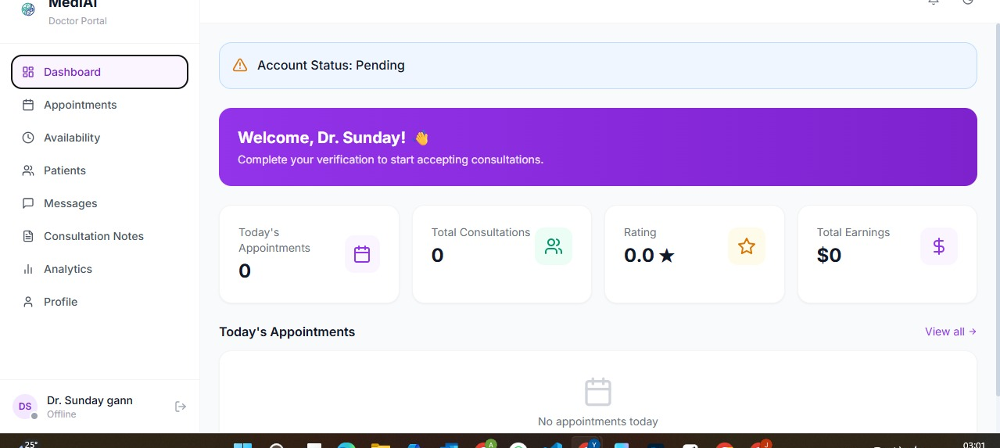 MediAI
Doctor Portal
Dashboard
Appointments
Availability
Patients
Messages
Consultation Notes
Analytics
Profile
DS
Dr. Sunday gann
Offline
Account Status: Pending
Welcome, Dr. Sunday! 👋
Complete your verification to start accepting consultations.
Today's
Appointments
0
Total Consultations
0
Rating
0.0 ★
Total Earnings
$0
Today's Appointments
View all →
No appointments today
25°
A
Y
J
03:01